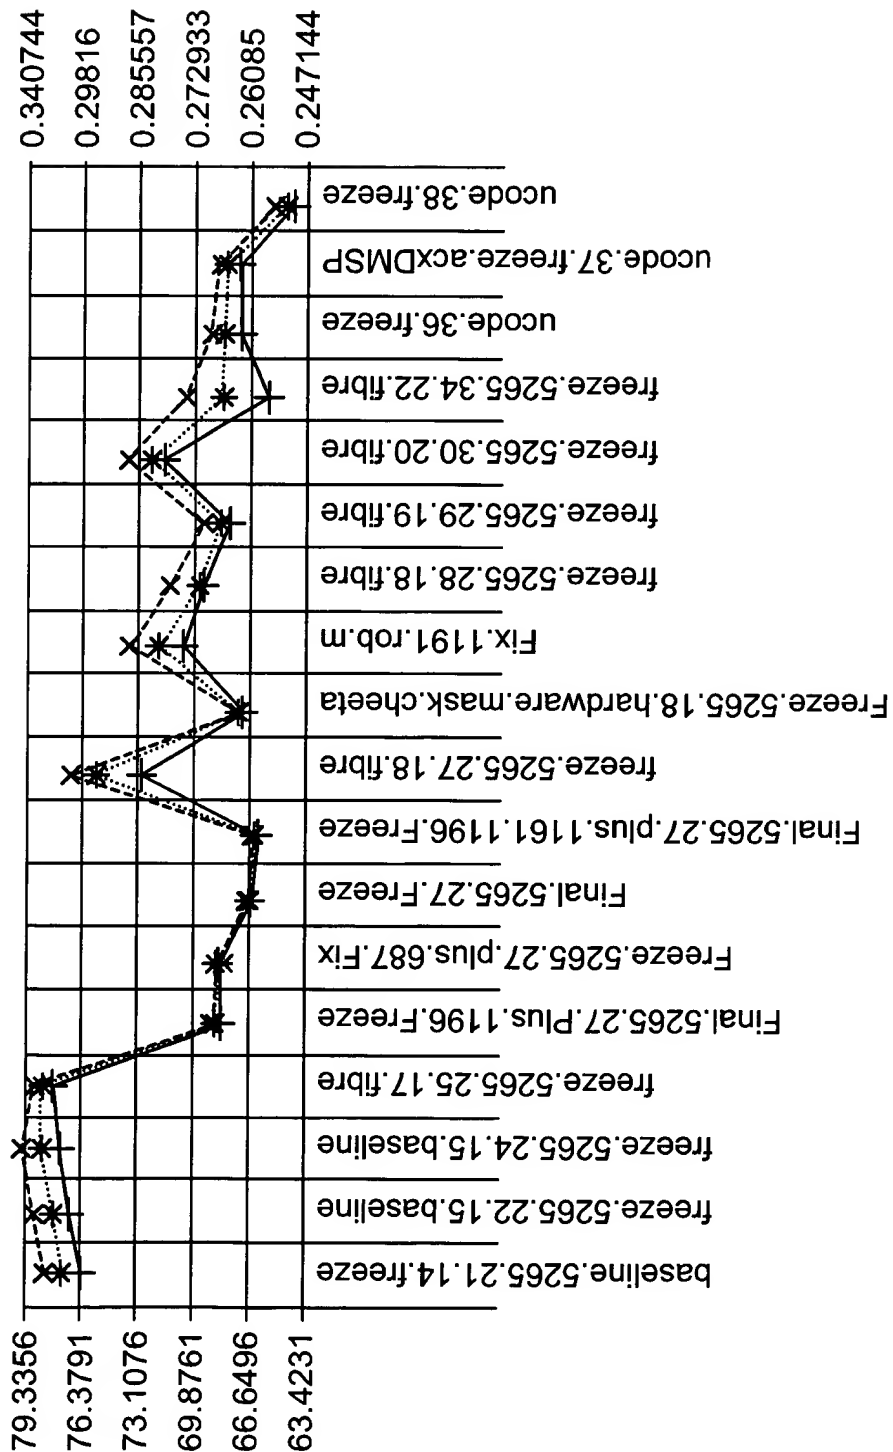 0.340744
0.29816
0.285557
0.272933
0.26085
0.247144
ucode.38.freeze
ucode.37.freeze.acxDMSP
ucode.36.freeze
freeze.5265.34.22.fibre
freeze.5265.30.20.fibre
freeze.5265.29.19.fibre
freeze.5265.28.18.fibre
Fix.1191.rob.m
Freeze.5265.18.hardware.mask.cheeta
freeze.5265.27.18.fibre
Final.5265.27.plus.1161.1196.Freeze
Final.5265.27.Freeze
Freeze.5265.27.plus.687.Fix
Final.5265.27.Plus.1196.Freeze
freeze.5265.25.17.fibre
freeze.5265.24.15.baseline
freeze.5265.22.15.baseline
baseline.5265.21.14.freeze
79.3356
76.3791
73.1076
69.8761
66.6496
63.4231